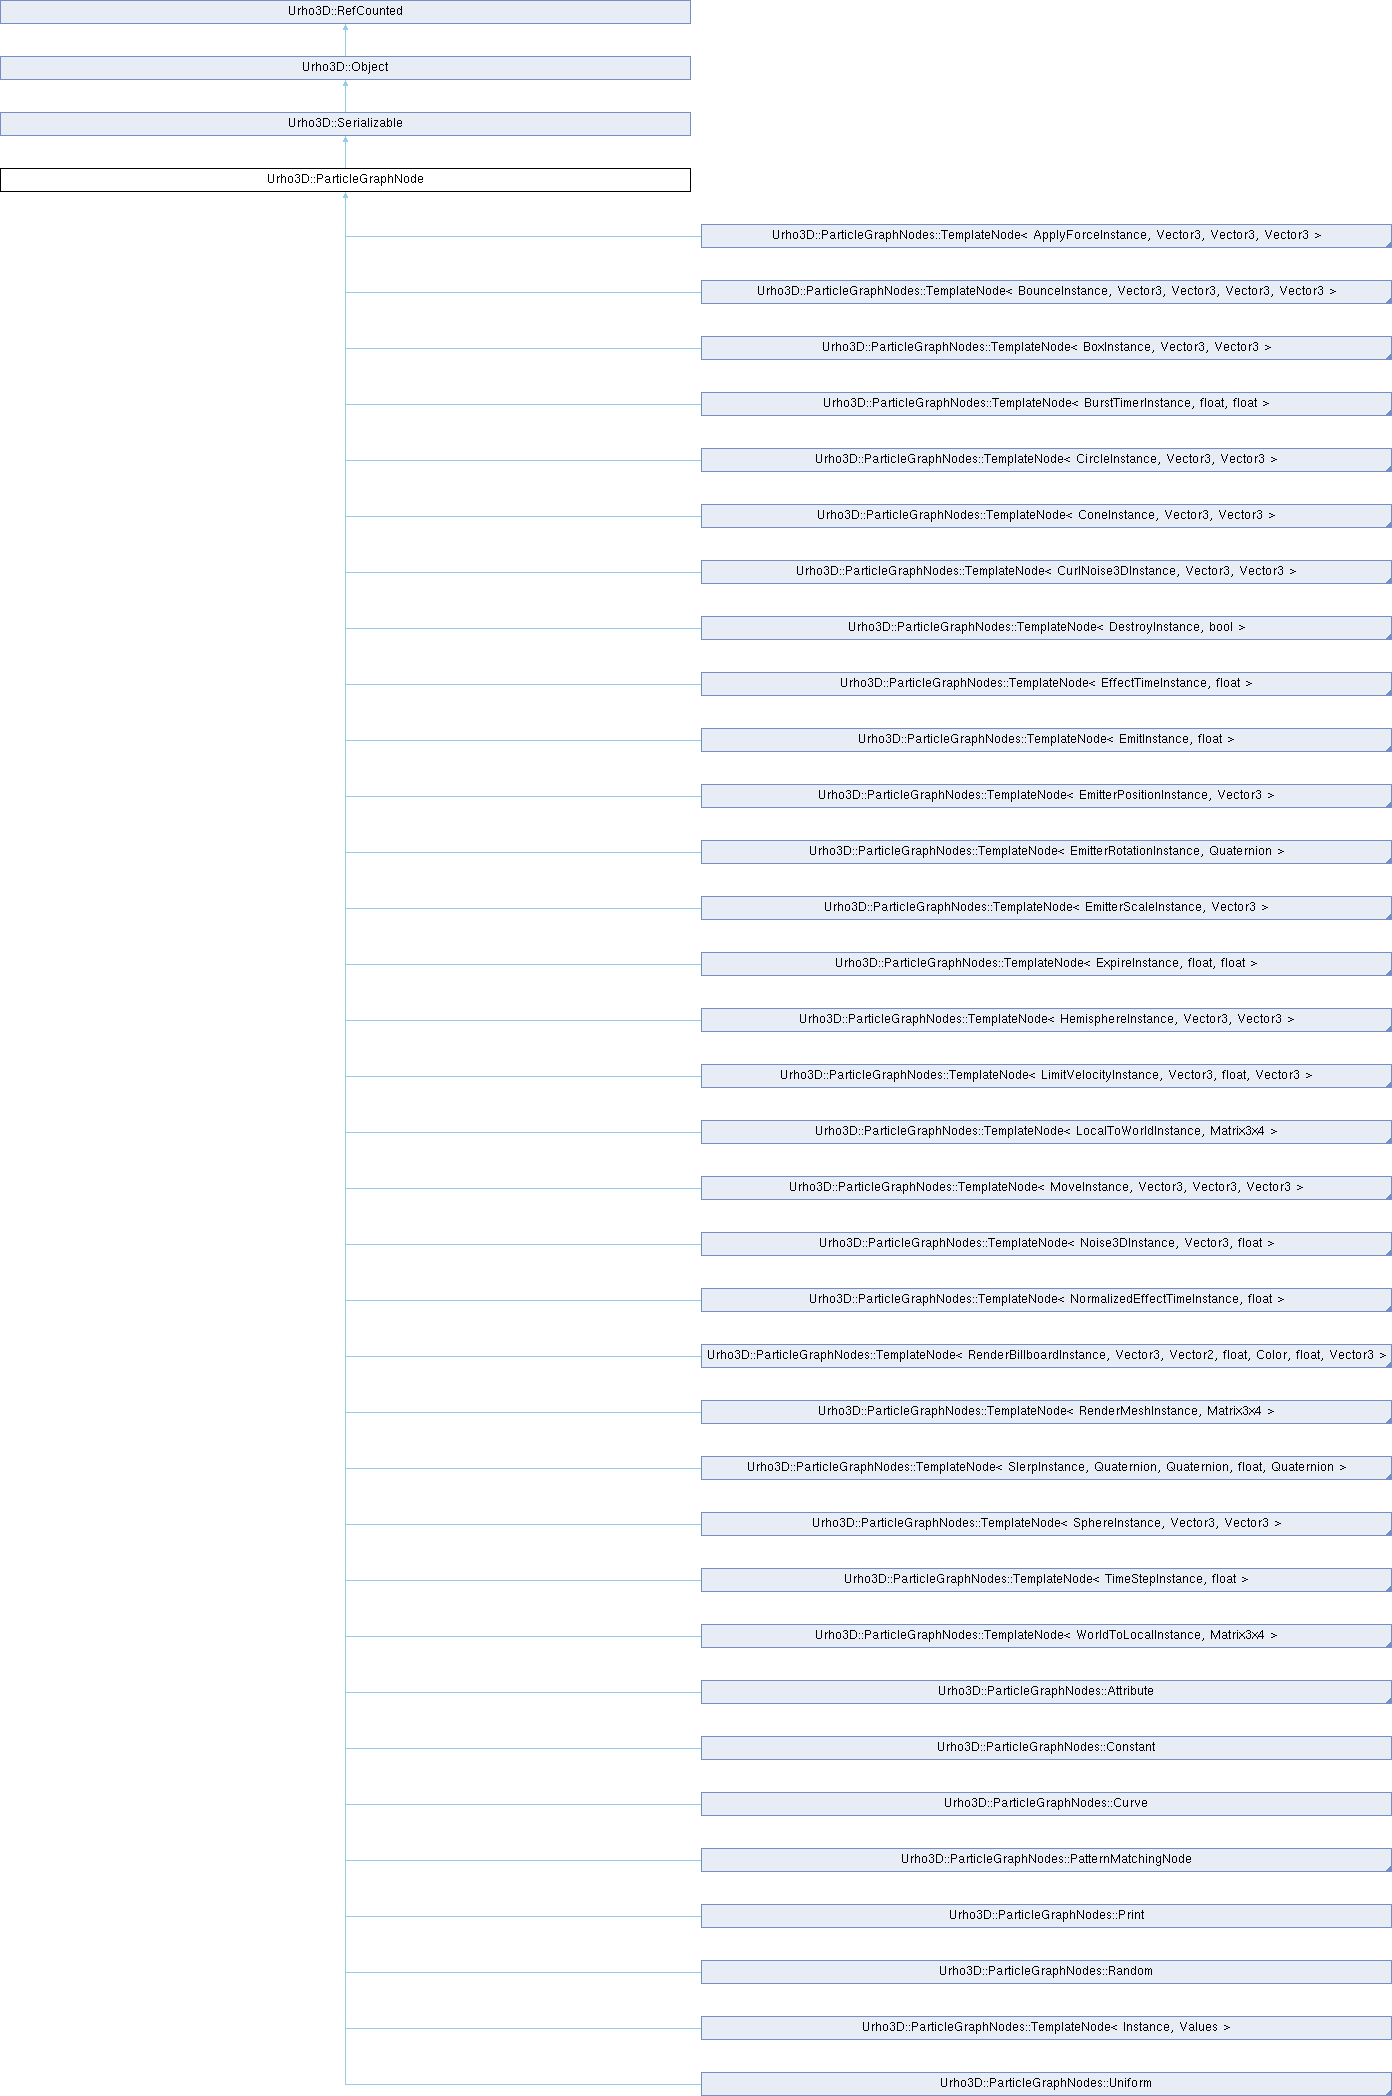 Urho3D::RefCounted
Urho3D::Object
Urho3D::Serializable
Urho3D::ParticleGraphNode
Urho3D::ParticleGraphNodes::TemplateNode< ApplyForceInstance, Vector3, Vector3, Vector3 >
Urho3D::ParticleGraphNodes::TemplateNode< BounceInstance, Vector3, Vector3, Vector3, Vector3 >
Urho3D::ParticleGraphNodes::TemplateNode< BoxInstance, Vector3, Vector3 >
Urho3D::ParticleGraphNodes::TemplateNode< BurstTimerInstance, float, float >
Urho3D::ParticleGraphNodes::TemplateNode< CircleInstance, Vector3, Vector3 >
Urho3D::ParticleGraphNodes::TemplateNode< ConeInstance, Vector3, Vector3 >
Urho3D::ParticleGraphNodes::TemplateNode< CurlNoise3DInstance, Vector3, Vector3 >
Urho3D::ParticleGraphNodes::TemplateNode< DestroyInstance, bool >
Urho3D::ParticleGraphNodes::TemplateNode< EffectTimeInstance, float >
Urho3D::ParticleGraphNodes::TemplateNode< EmitInstance, float >
Urho3D::ParticleGraphNodes::TemplateNode< EmitterPositionInstance, Vector3 >
Urho3D::ParticleGraphNodes::TemplateNode< EmitterRotationInstance, Quaternion >
Urho3D::ParticleGraphNodes::TemplateNode< EmitterScaleInstance, Vector3 >
Urho3D::ParticleGraphNodes::TemplateNode< ExpireInstance, float, float >
Urho3D::ParticleGraphNodes::TemplateNode< HemisphereInstance, Vector3, Vector3 >
Urho3D::ParticleGraphNodes::TemplateNode< LimitVelocityInstance, Vector3, float, Vector3 >
Urho3D::ParticleGraphNodes::TemplateNode< LocalToWorldInstance, Matrix3x4 >
Urho3D::ParticleGraphNodes::TemplateNode< MoveInstance, Vector3, Vector3, Vector3 >
Urho3D::ParticleGraphNodes::TemplateNode< Noise3DInstance, Vector3, float >
Urho3D::ParticleGraphNodes::TemplateNode< NormalizedEffectTimeInstance, float >
Urho3D::ParticleGraphNodes::TemplateNode< RenderBillboardInstance, Vector3, Vector2, float, Color, float, Vector3 >
Urho3D::ParticleGraphNodes::TemplateNode< RenderMeshInstance, Matrix3x4 >
Urho3D::ParticleGraphNodes::TemplateNode< SlerpInstance, Quaternion, Quaternion, float, Quaternion >
Urho3D::ParticleGraphNodes::TemplateNode< SphereInstance, Vector3, Vector3 >
Urho3D::ParticleGraphNodes::TemplateNode< TimeStepInstance, float >
Urho3D::ParticleGraphNodes::TemplateNode< WorldToLocalInstance, Matrix3x4 >
Urho3D::ParticleGraphNodes::Attribute
Urho3D::ParticleGraphNodes::Constant
Urho3D::ParticleGraphNodes::Curve
Urho3D::ParticleGraphNodes::PatternMatchingNode
Urho3D::ParticleGraphNodes::Print
Urho3D::ParticleGraphNodes::Random
Urho3D::ParticleGraphNodes::TemplateNode< Instance, Values >
Urho3D::ParticleGraphNodes::Uniform